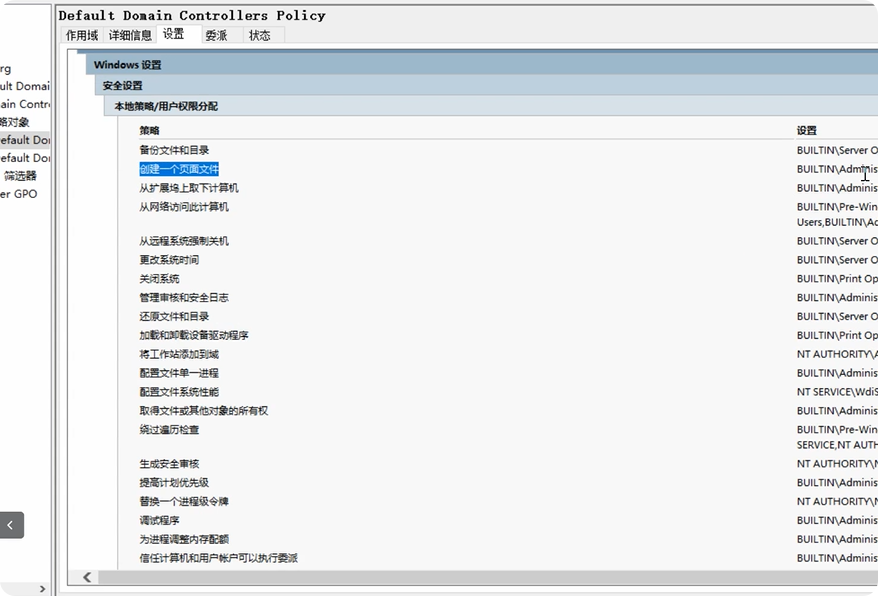 Default Domain Controllers Policy
作用域 详细信息 设置 委派 状态
rg
ult Domai
ain Contr
略对象
efault Do
efault Do
筛选器
er GPO
Windows 设置
安全设置
本地策略/用户权限分配
策略 设置
备份文件和目录 BUILTIN\Server O
创建一个页面文件 BUILTIN\Adminis
从扩展坞上取下计算机 BUILTIN\Adminis
从网络访问此计算机 BUILTIN\Pre-Win
Users,BUILTIN\Ac
从远程系统强制关机 BUILTIN\Server O
更改系统时间 BUILTIN\Server O
关闭系统 BUILTIN\Print Op
管理审核和安全日志 BUILTIN\Adminis
还原文件和目录 BUILTIN\Server O
加载和卸载设备驱动程序 BUILTIN\Print Op
将工作站添加到域 NT AUTHORITY\A
配置文件单一进程 BUILTIN\Adminis
配置文件系统性能 NT SERVICE\WdiS
取得文件或其他对象的所有权 BUILTIN\Adminis
绕过遍历检查 BUILTIN\Pre-Win
SERVICE,NT AUTH
生成安全审核 NT AUTHORITY\N
提高计划优先级 BUILTIN\Adminis
替换一个进程级令牌 NT AUTHORITY\N
调试程序 BUILTIN\Adminis
为进程调整内存配额 BUILTIN\Adminis
信任计算机和用户帐户可以执行委派 BUILTIN\Adminis